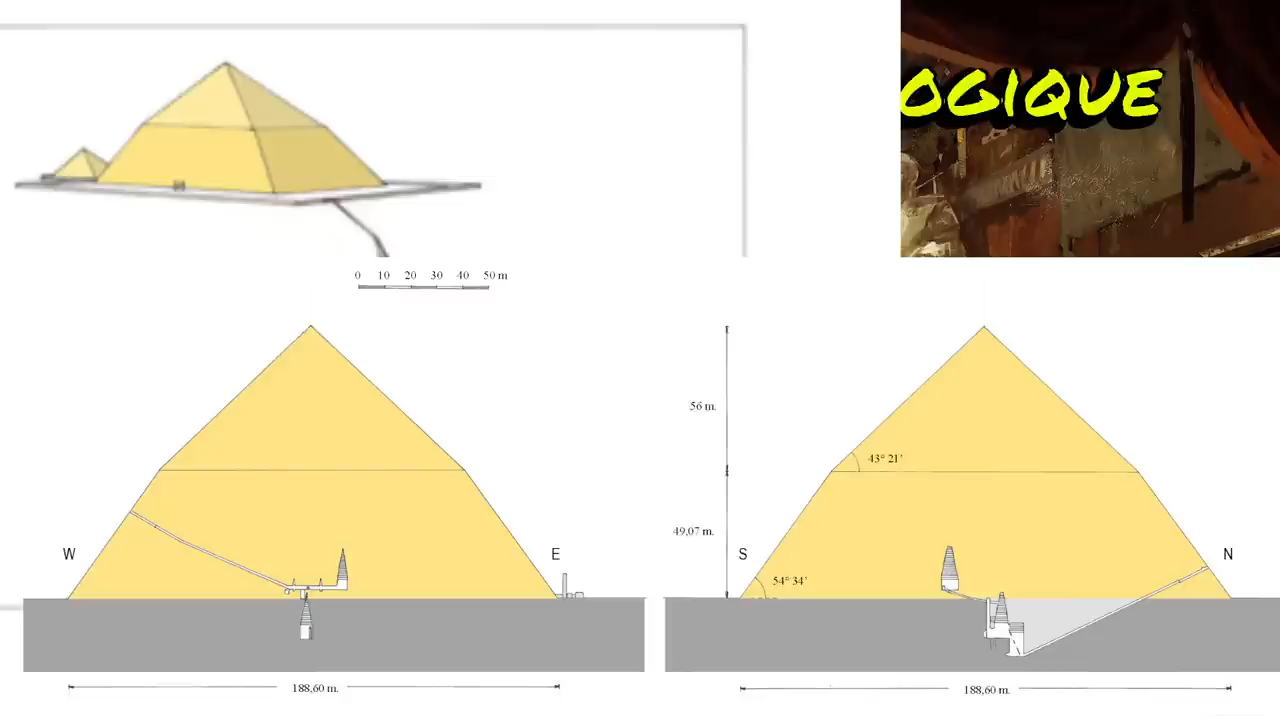 OGIQUE
0 10 20 30 40 50 m
56 m.
43° 21'
49,07 m.
W
E
S
N
54° 34'
188,60 m.
188,60 m.